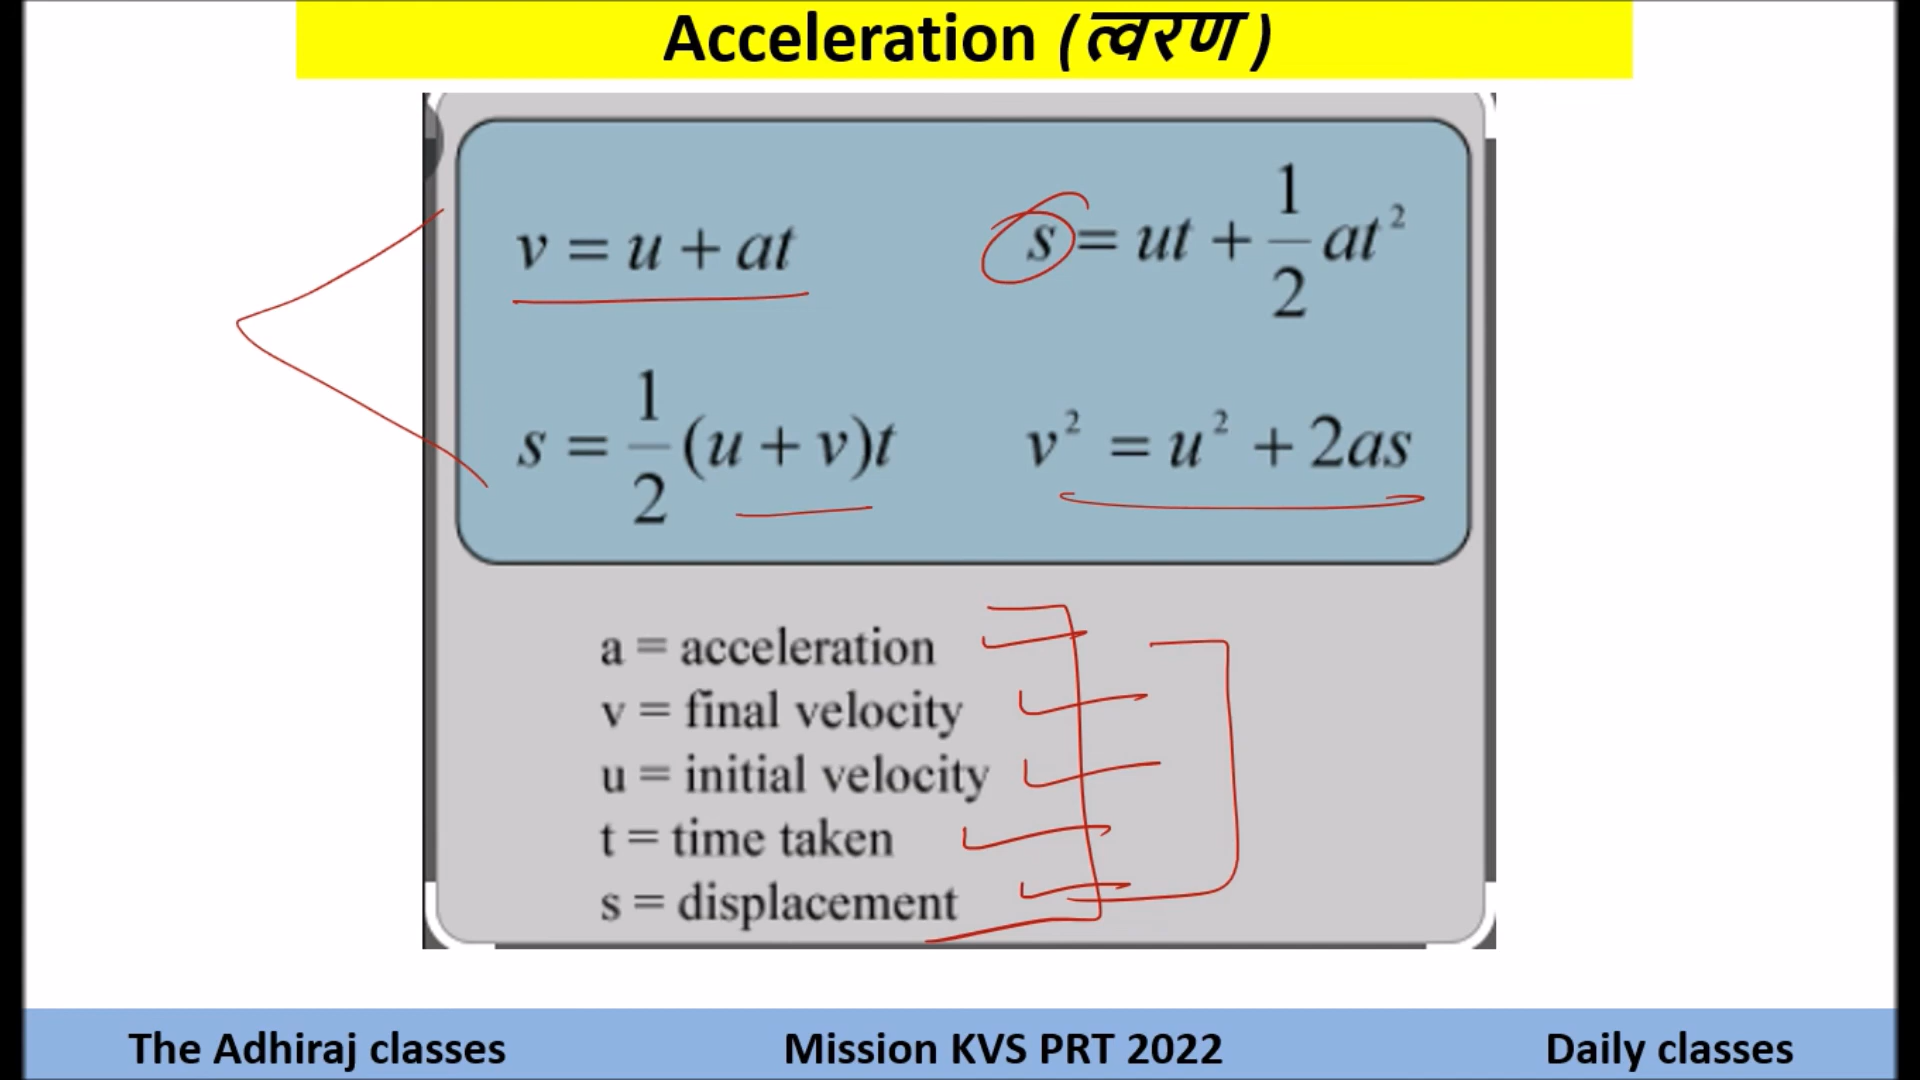 Acceleration (त्वरण)
v = u + at
s = ut + 1/2 at²
s = 1/2 (u + v)t
v² = u² + 2as
a = acceleration
v = final velocity
u = initial velocity
t = time taken
s = displacement
The Adhiraj classes Mission KVS PRT 2022 Daily classes